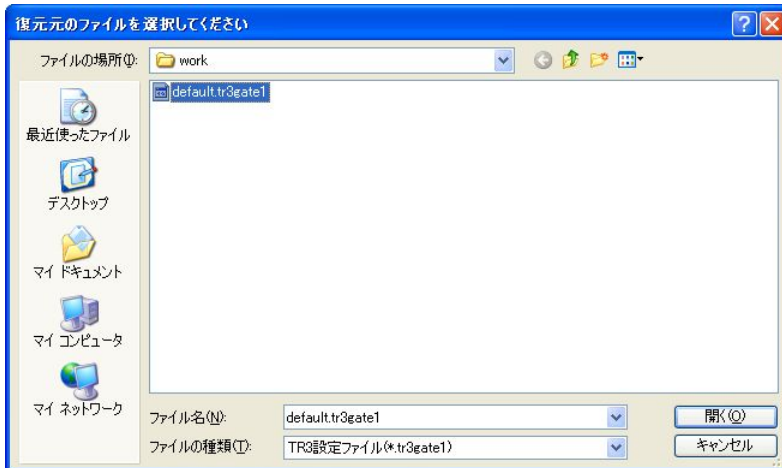 復元元のファイルを選択してください
ファイルの場所(I): work
default.tr3gate1
最近使ったファイル
デスクトップ
マイ ドキュメント
マイ コンピュータ
マイ ネットワーク
ファイル名(N): default.tr3gate1 開く(O)
ファイルの種類(T): TR3設定ファイル(*.tr3gate1) キャンセル